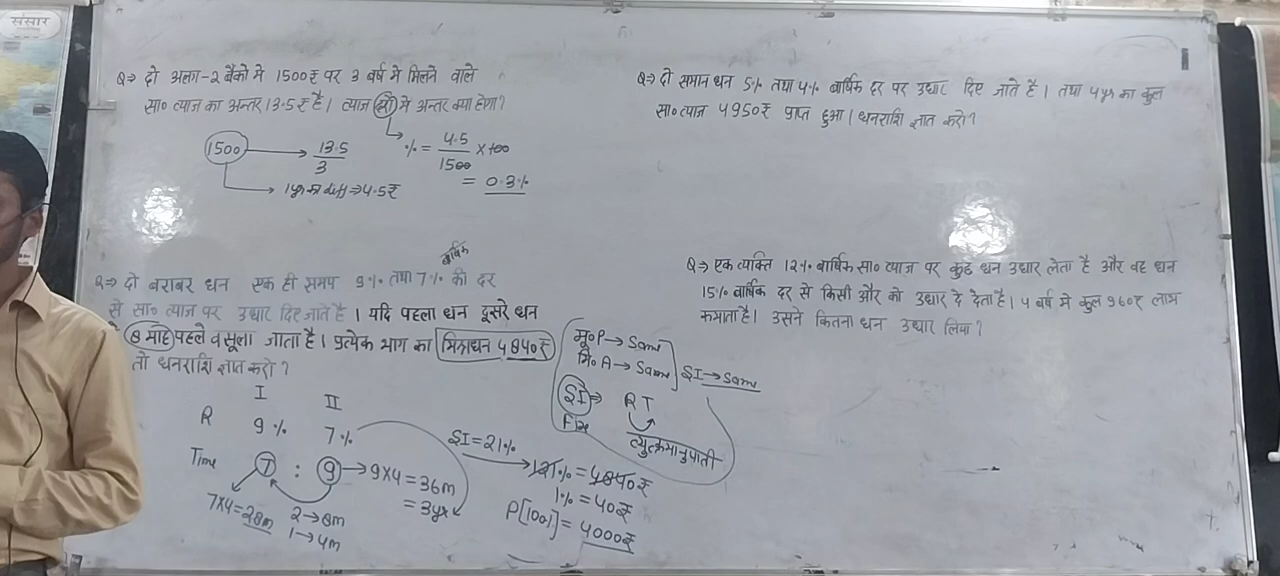 संसार
Q⇒ दो अलग-2 बैंको मे 1500₹ पर 3 वर्ष मे मिलने वाले
सा० व्याज का अन्तर 13.5₹ है। व्याज दरो मे अन्तर क्या होगा?
1500 → 13.5/3
% = 4.5/1500 × 100
= 0.3%
1yr का diff ⇒ 4.5₹
Q⇒ दो समान धन 5% तथा 4% वार्षिक दर पर उधार दिए जाते है। तथा 4yr का कुल
सा० व्याज 4950₹ प्राप्त हुआ। धनराशि ज्ञात करो?
वार्षिक
Q⇒ दो बराबर धन एक ही समय 9% तथा 7% की दर
से सा० व्याज पर उधार दिए जाते है। यदि पहला धन दूसरे धन
8 माह पहले वसूला जाता है। प्रत्येक भाग का मिश्रधन 4840₹
तो धनराशि ज्ञात करो?
I II
R 9% 7%
Time 7 : 9 → 9×4 = 36m
= 3yr
7×4 = 28m
2 → 8m
1 → 4m
SI = 21%
121% = 4840₹
1% = 40₹
P[100%] = 4000₹
मू० P → Same
मि० A → Same
SI → Same
SI ⇒ R T
Fix
व्युत्क्रमानुपाती
Q⇒ एक व्यक्ति 12% वार्षिक सा० व्याज पर कुछ धन उधार लेता है और वह धन
15% वार्षिक दर से किसी और को उधार दे देता है। 4 वर्ष मे कुल 960₹ लाभ
कमाता है। उसने कितना धन उधार लिया?